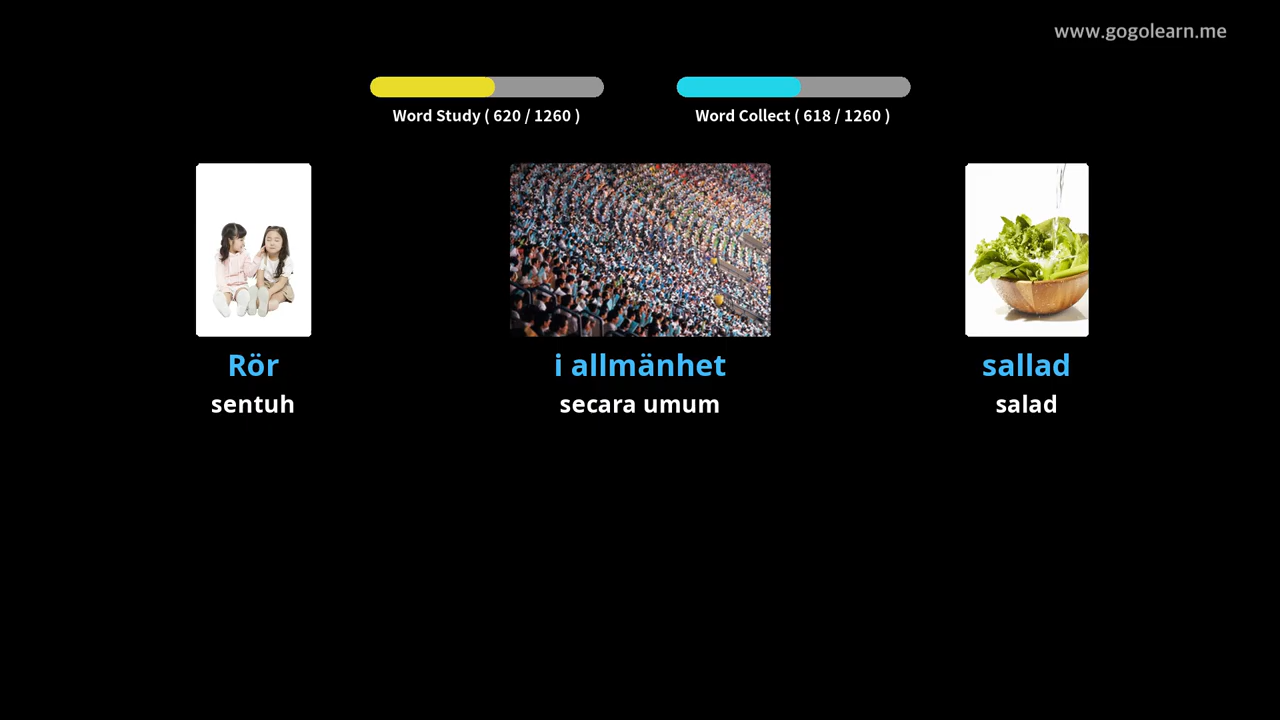 www.gogolearn.me
Word Study ( 620 / 1260 )
Word Collect ( 618 / 1260 )
Rör
i allmänhet
sallad
sentuh
secara umum
salad